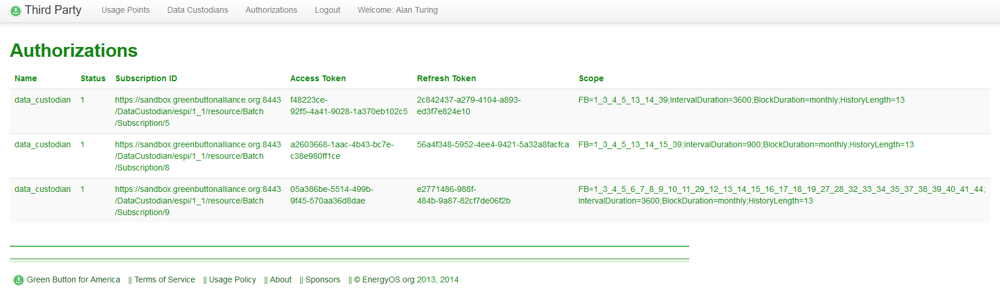 Third Party Usage Points Data Custodians Authorizations Logout Welcome: Alan Turing
Authorizations
Name Status Subscription ID Access Token Refresh Token Scope
data_custodian 1 https://sandbox.greenbuttonalliance.org:8443 f48223ce- 2c842437-a279-4104-a893- FB=1_3_4_5_13_14_39;IntervalDuration=3600;BlockDuration=monthly;HistoryLength=13
/DataCustodian/espi/1_1/resource/Batch 92f5-4a41-9028-1a370eb102c5 ed3f7e824e10
/Subscription/5
data_custodian 1 https://sandbox.greenbuttonalliance.org:8443 a2603668-1aac-4b43-bc7e- 56a4f348-5952-4ee4-9421-5a32a8facfca FB=1_3_4_5_13_14_15_39;IntervalDuration=900;BlockDuration=monthly;HistoryLength=13
/DataCustodian/espi/1_1/resource/Batch c38e980ff1ce
/Subscription/8
data_custodian 1 https://sandbox.greenbuttonalliance.org:8443 05a386be-5514-499b- e2771486-988f- FB=1_3_4_5_6_7_8_9_10_11_29_12_13_14_15_16_17_18_19_27_28_32_33_34_35_37_38_39_40_41_44;
/DataCustodian/espi/1_1/resource/Batch 9f45-570aa36d8dae 484b-9a87-82cf7de06f2b IntervalDuration=3600;BlockDuration=monthly;HistoryLength=13
/Subscription/9
Green Button for America || Terms of Service || Usage Policy || About || Sponsors || © EnergyOS.org 2013, 2014